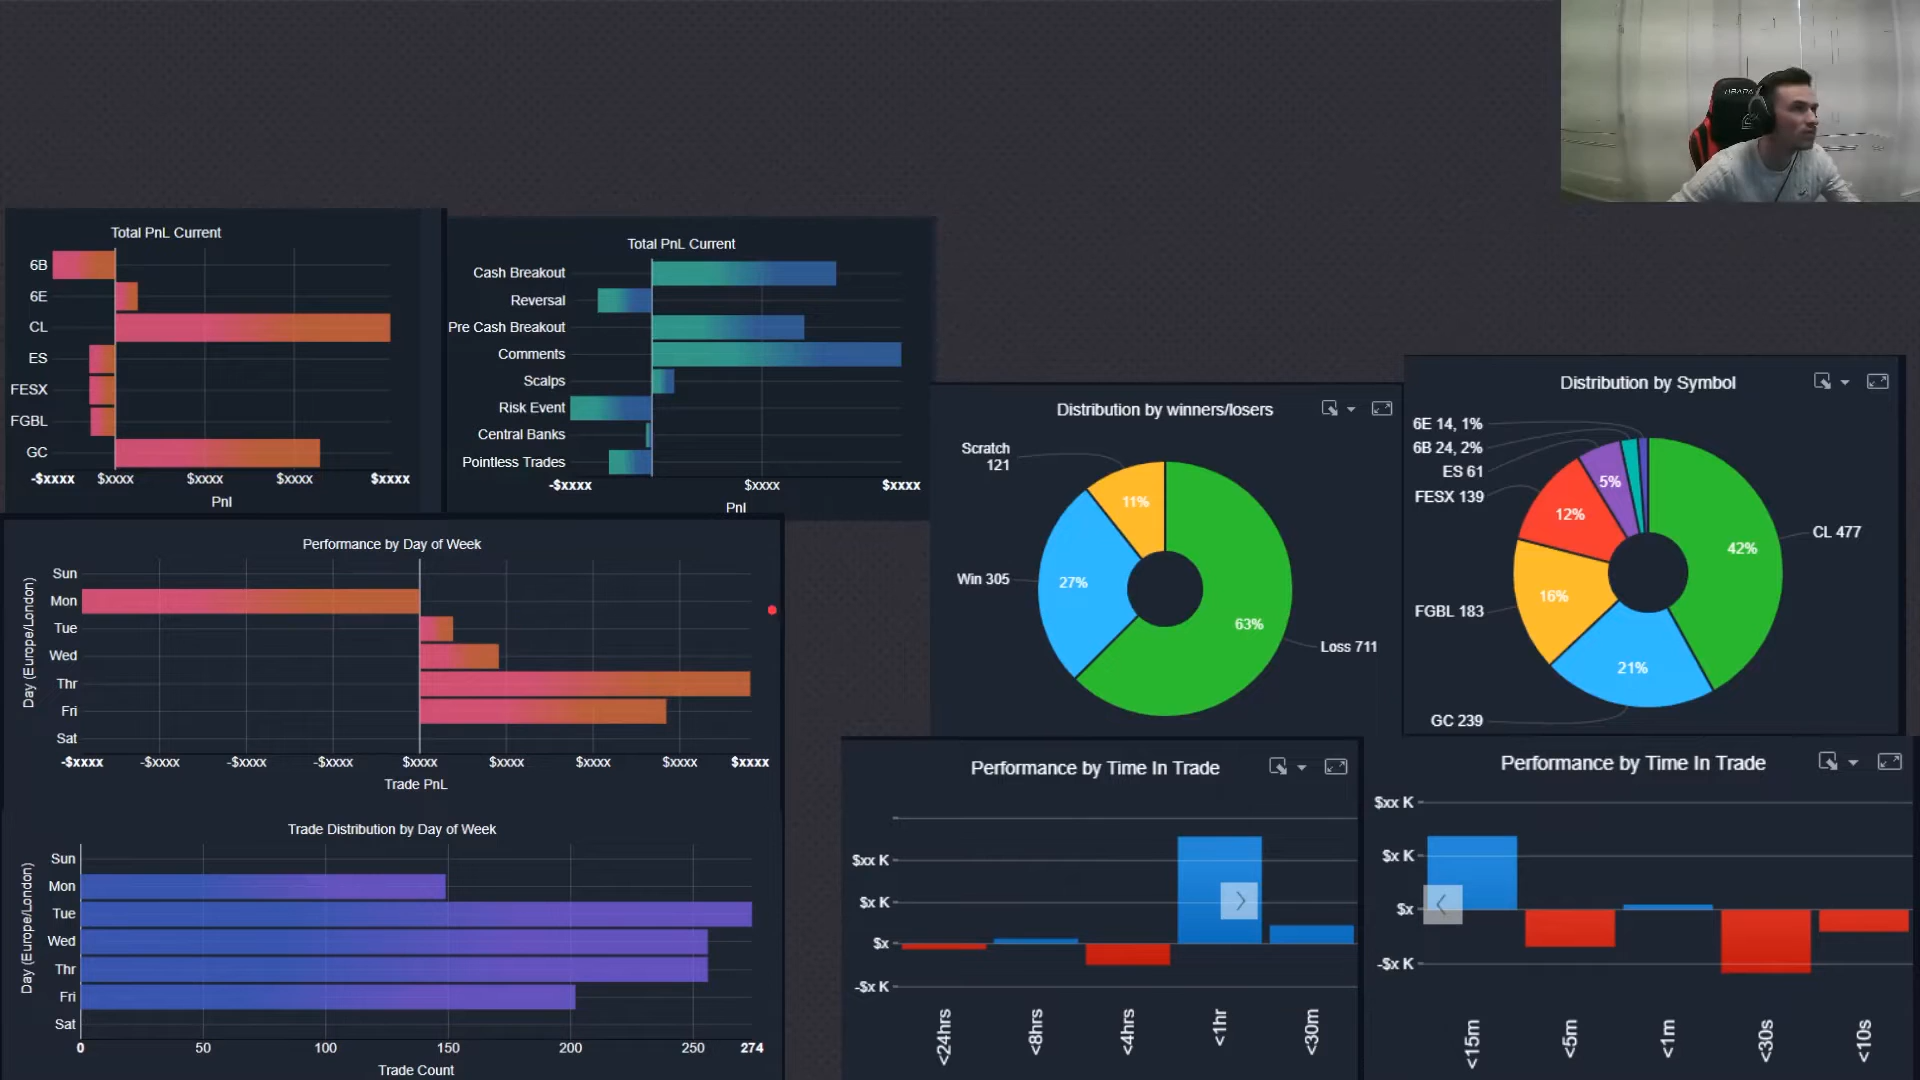 Total PnL Current
6B
6E
CL
ES
FESX
FGBL
GC
-$xxxx $xxxx $xxxx $xxxx $xxxx
Pnl
Total PnL Current
Cash Breakout
Reversal
Pre Cash Breakout
Comments
Scalps
Risk Event
Central Banks
Pointless Trades
-$xxxx $xxxx $xxxx
Pnl
Performance by Day of Week
Day (Europe/London)
Sun
Mon
Tue
Wed
Thr
Fri
Sat
-$xxxx -$xxxx -$xxxx -$xxxx $xxxx $xxxx $xxxx $xxxx $xxxx
Trade PnL
Trade Distribution by Day of Week
Day (Europe/London)
Sun
Mon
Tue
Wed
Thr
Fri
Sat
0 50 100 150 200 250 274
Trade Count
Distribution by winners/losers
Scratch
121
11%
Win 305
27%
63%
Loss 711
Distribution by Symbol
6E 14, 1%
6B 24, 2%
ES 61
5%
FESX 139
12%
CL 477
42%
FGBL 183
16%
21%
GC 239
Performance by Time In Trade
$xx K
$x K
$x
-$x K
<24hrs <8hrs <4hrs <1hr <30m
Performance by Time In Trade
$xx K
$x K
$x
-$x K
<15m <5m <1m <30s <10s